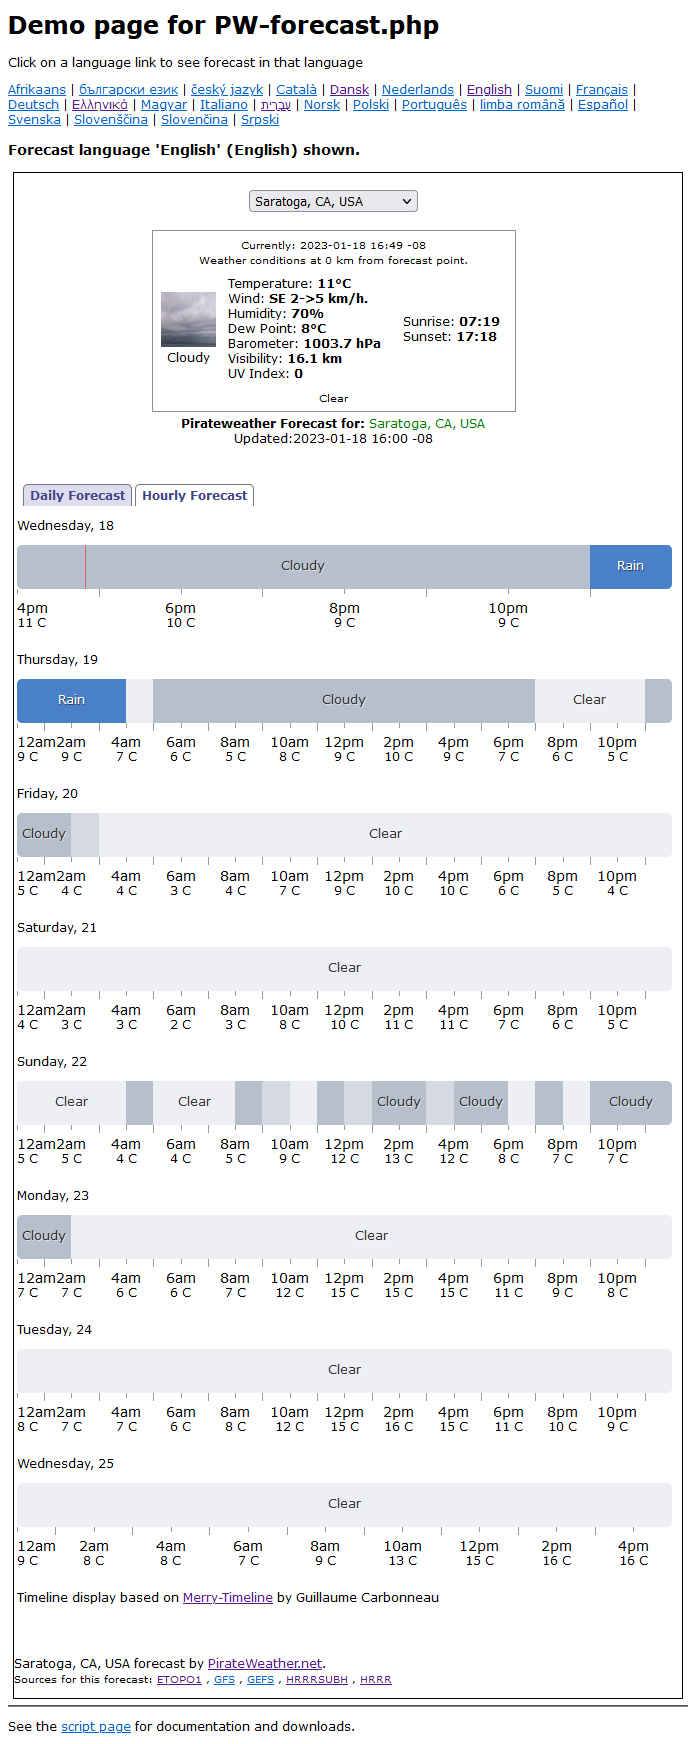 Demo page for PW-forecast.php
Click on a language link to see forecast in that language
Afrikaans | български език | český jazyk | Català | Dansk | Nederlands | English | Suomi | Français |
Deutsch | Ελληνικά | Magyar | Italiano | עִבְרִית | Norsk | Polski | Português | limba română | Español |
Svenska | Slovenščina | Slovenčina | Srpski
Forecast language 'English' (English) shown.
Saratoga, CA, USA
Currently: 2023-01-18 16:49 -08
Weather conditions at 0 km from forecast point.
Cloudy
Temperature: 11°C
Wind: SE 2->5 km/h.
Humidity: 70%
Dew Point: 8°C
Barometer: 1003.7 hPa
Visibility: 16.1 km
UV Index: 0
Sunrise: 07:19
Sunset: 17:18
Clear
Pirateweather Forecast for: Saratoga, CA, USA
Updated:2023-01-18 16:00 -08
Daily Forecast Hourly Forecast
Wednesday, 18
Cloudy Rain
4pm 6pm 8pm 10pm
11 C 10 C 9 C 9 C
Thursday, 19
Rain Cloudy Clear
12am 2am 4am 6am 8am 10am 12pm 2pm 4pm 6pm 8pm 10pm
9 C 9 C 7 C 6 C 5 C 8 C 9 C 10 C 9 C 7 C 6 C 5 C
Friday, 20
Cloudy Clear
12am 2am 4am 6am 8am 10am 12pm 2pm 4pm 6pm 8pm 10pm
5 C 4 C 4 C 3 C 4 C 7 C 9 C 10 C 10 C 6 C 5 C 4 C
Saturday, 21
Clear
12am 2am 4am 6am 8am 10am 12pm 2pm 4pm 6pm 8pm 10pm
4 C 3 C 3 C 2 C 3 C 8 C 10 C 11 C 11 C 7 C 6 C 5 C
Sunday, 22
Clear Clear Cloudy Cloudy Cloudy
12am 2am 4am 6am 8am 10am 12pm 2pm 4pm 6pm 8pm 10pm
5 C 5 C 4 C 4 C 5 C 9 C 12 C 13 C 12 C 8 C 7 C 7 C
Monday, 23
Cloudy Clear
12am 2am 4am 6am 8am 10am 12pm 2pm 4pm 6pm 8pm 10pm
7 C 7 C 6 C 6 C 7 C 12 C 15 C 15 C 15 C 11 C 9 C 8 C
Tuesday, 24
Clear
12am 2am 4am 6am 8am 10am 12pm 2pm 4pm 6pm 8pm 10pm
8 C 7 C 7 C 6 C 8 C 12 C 15 C 16 C 15 C 11 C 10 C 9 C
Wednesday, 25
Clear
12am 2am 4am 6am 8am 10am 12pm 2pm 4pm
9 C 8 C 8 C 7 C 9 C 13 C 15 C 16 C 16 C
Timeline display based on Merry-Timeline by Guillaume Carbonneau
Saratoga, CA, USA forecast by PirateWeather.net.
Sources for this forecast: ETOPO1 , GFS , GEFS , HRRRSUBH , HRRR
See the script page for documentation and downloads.